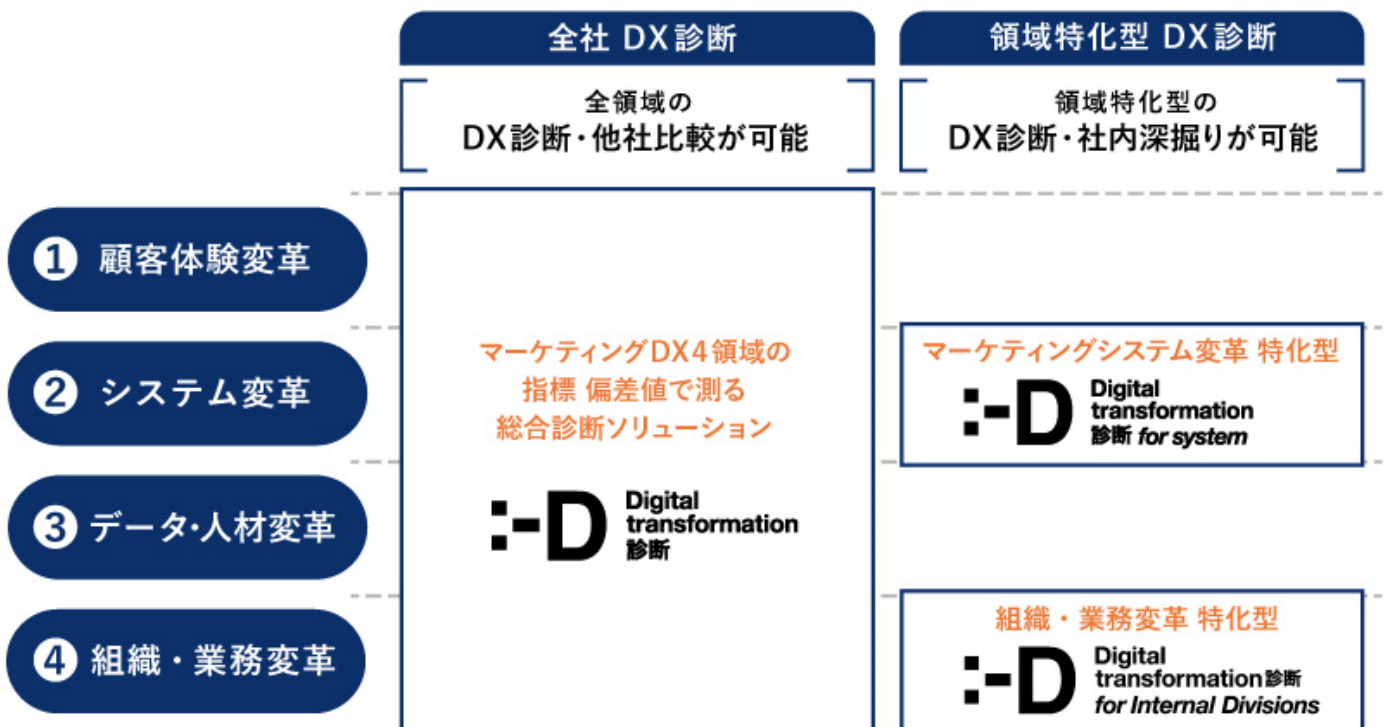 全社 DX診断
全領域の
DX診断・他社比較が可能
領域特化型 DX診断
領域特化型の
DX診断・社内深掘りが可能
1 顧客体験変革
2 システム変革
3 データ・人材変革
4 組織・業務変革
マーケティングDX4領域の
指標 偏差値で測る
総合診断ソリューション
:-D Digital
transformation
診断
マーケティングシステム変革 特化型
:-D Digital
transformation
診断 for system
組織・業務変革 特化型
:-D Digital
transformation診断
for Internal Divisions